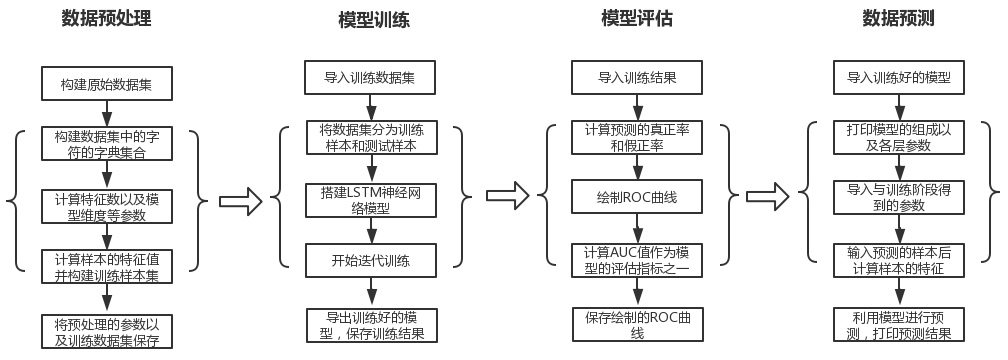 数据预处理
构建原始数据集
构建数据集中的字
符的字典集合
计算特征数以及模
型维度等参数
计算样本的特征值
并构建训练样本集
将预处理的参数以
及训练数据集保存
模型训练
导入训练数据集
将数据集分为训练
样本和测试样本
搭建LSTM神经网
络模型
开始迭代训练
导出训练好的模
型，保存训练结果
模型评估
导入训练结果
计算预测的真正率
和假正率
绘制ROC曲线
计算AUC值作为模
型的评估指标之一
保存绘制的ROC曲
线
数据预测
导入训练好的模型
打印模型的组成以
及各层参数
导入与训练阶段得
到的参数
输入预测的样本后
计算样本的特征
利用模型进行预
测，打印预测结果